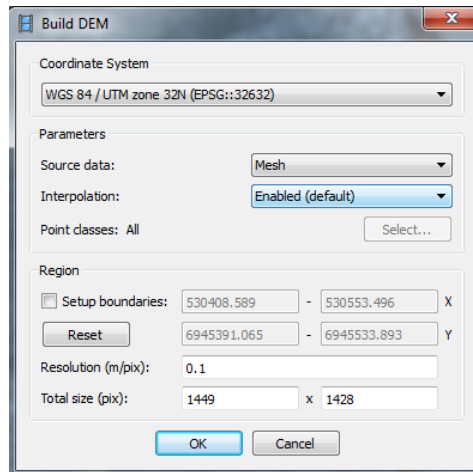 Build DEM
x
Coordinate System
WGS 84 / UTM zone 32N (EPSG::32632)
Parameters
Source data: Mesh
Interpolation: Enabled (default)
Point classes: All Select...
Region
Setup boundaries: 530408.589 - 530553.496 X
Reset 6945391.065 - 6945533.893 Y
Resolution (m/pix): 0.1
Total size (pix): 1449 x 1428
OK Cancel